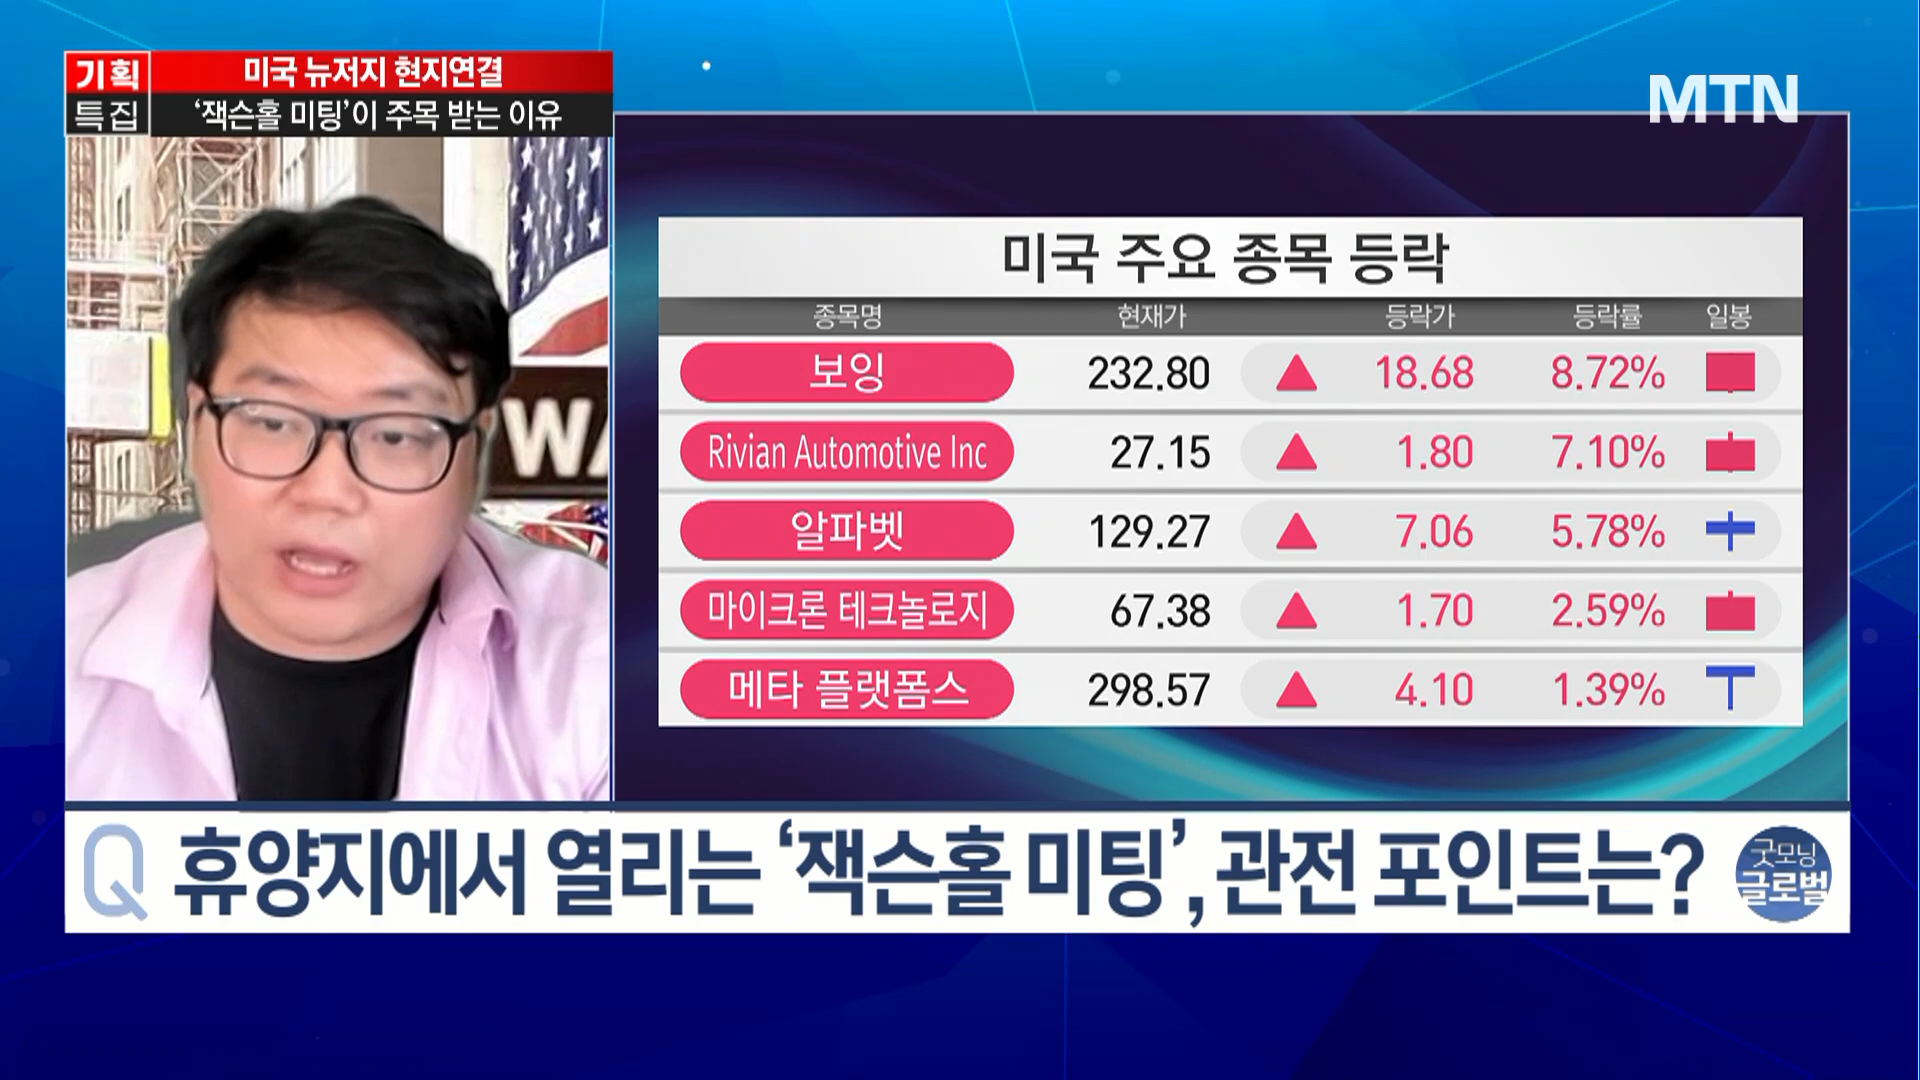 기획
특집
미국 뉴저지 현지연결
‘잭슨홀 미팅’이 주목 받는 이유
MTN
미국 주요 종목 등락
종목명 현재가 등락가 등락률 일봉
보잉 232.80 ▲ 18.68 8.72%
Rivian Automotive Inc 27.15 ▲ 1.80 7.10%
알파벳 129.27 ▲ 7.06 5.78%
마이크론 테크놀로지 67.38 ▲ 1.70 2.59%
메타 플랫폼스 298.57 ▲ 4.10 1.39%
WA
Q 휴양지에서 열리는 ‘잭슨홀 미팅’, 관전 포인트는?
굿모닝
글로벌